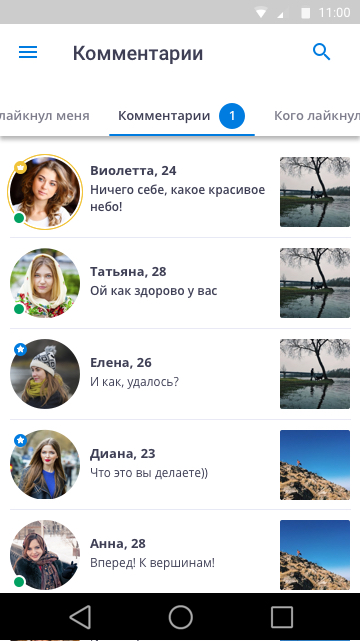 11:00
Комментарии
лайкнул меня
Комментарии 1
Кого лайкнул
Виолетта, 24
Ничего себе, какое красивое
небо!
Татьяна, 28
Ой как здорово у вас
Елена, 26
И как, удалось?
Диана, 23
Что это вы делаете))
Анна, 28
Вперед! К вершинам!